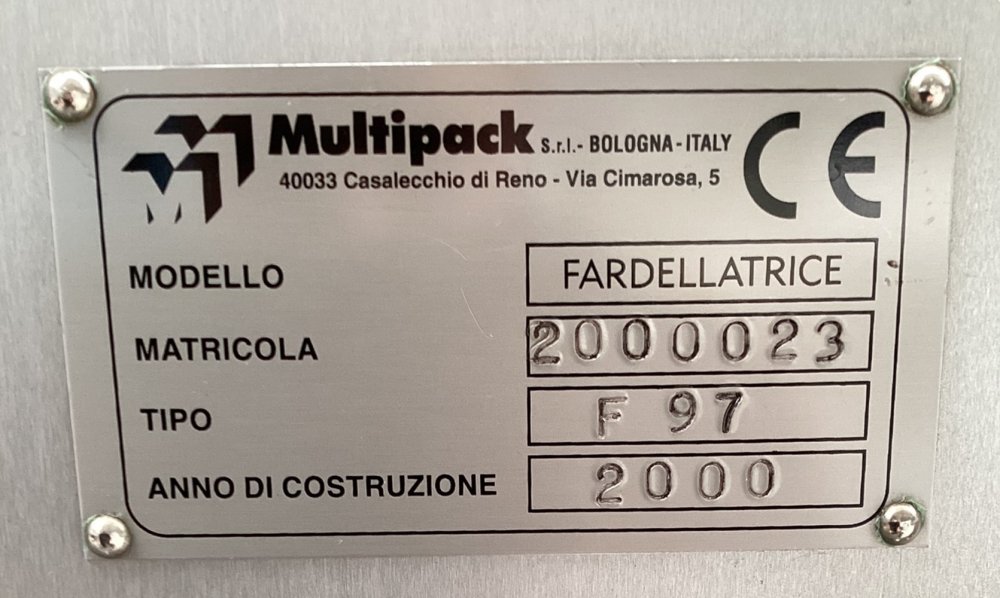 Multipack S.r.l. - BOLOGNA - ITALY CE
40033 Casalecchio di Reno - Via Cimarosa, 5
MODELLO FARDELLATRICE
MATRICOLA 2000023
TIPO F 97
ANNO DI COSTRUZIONE 2000